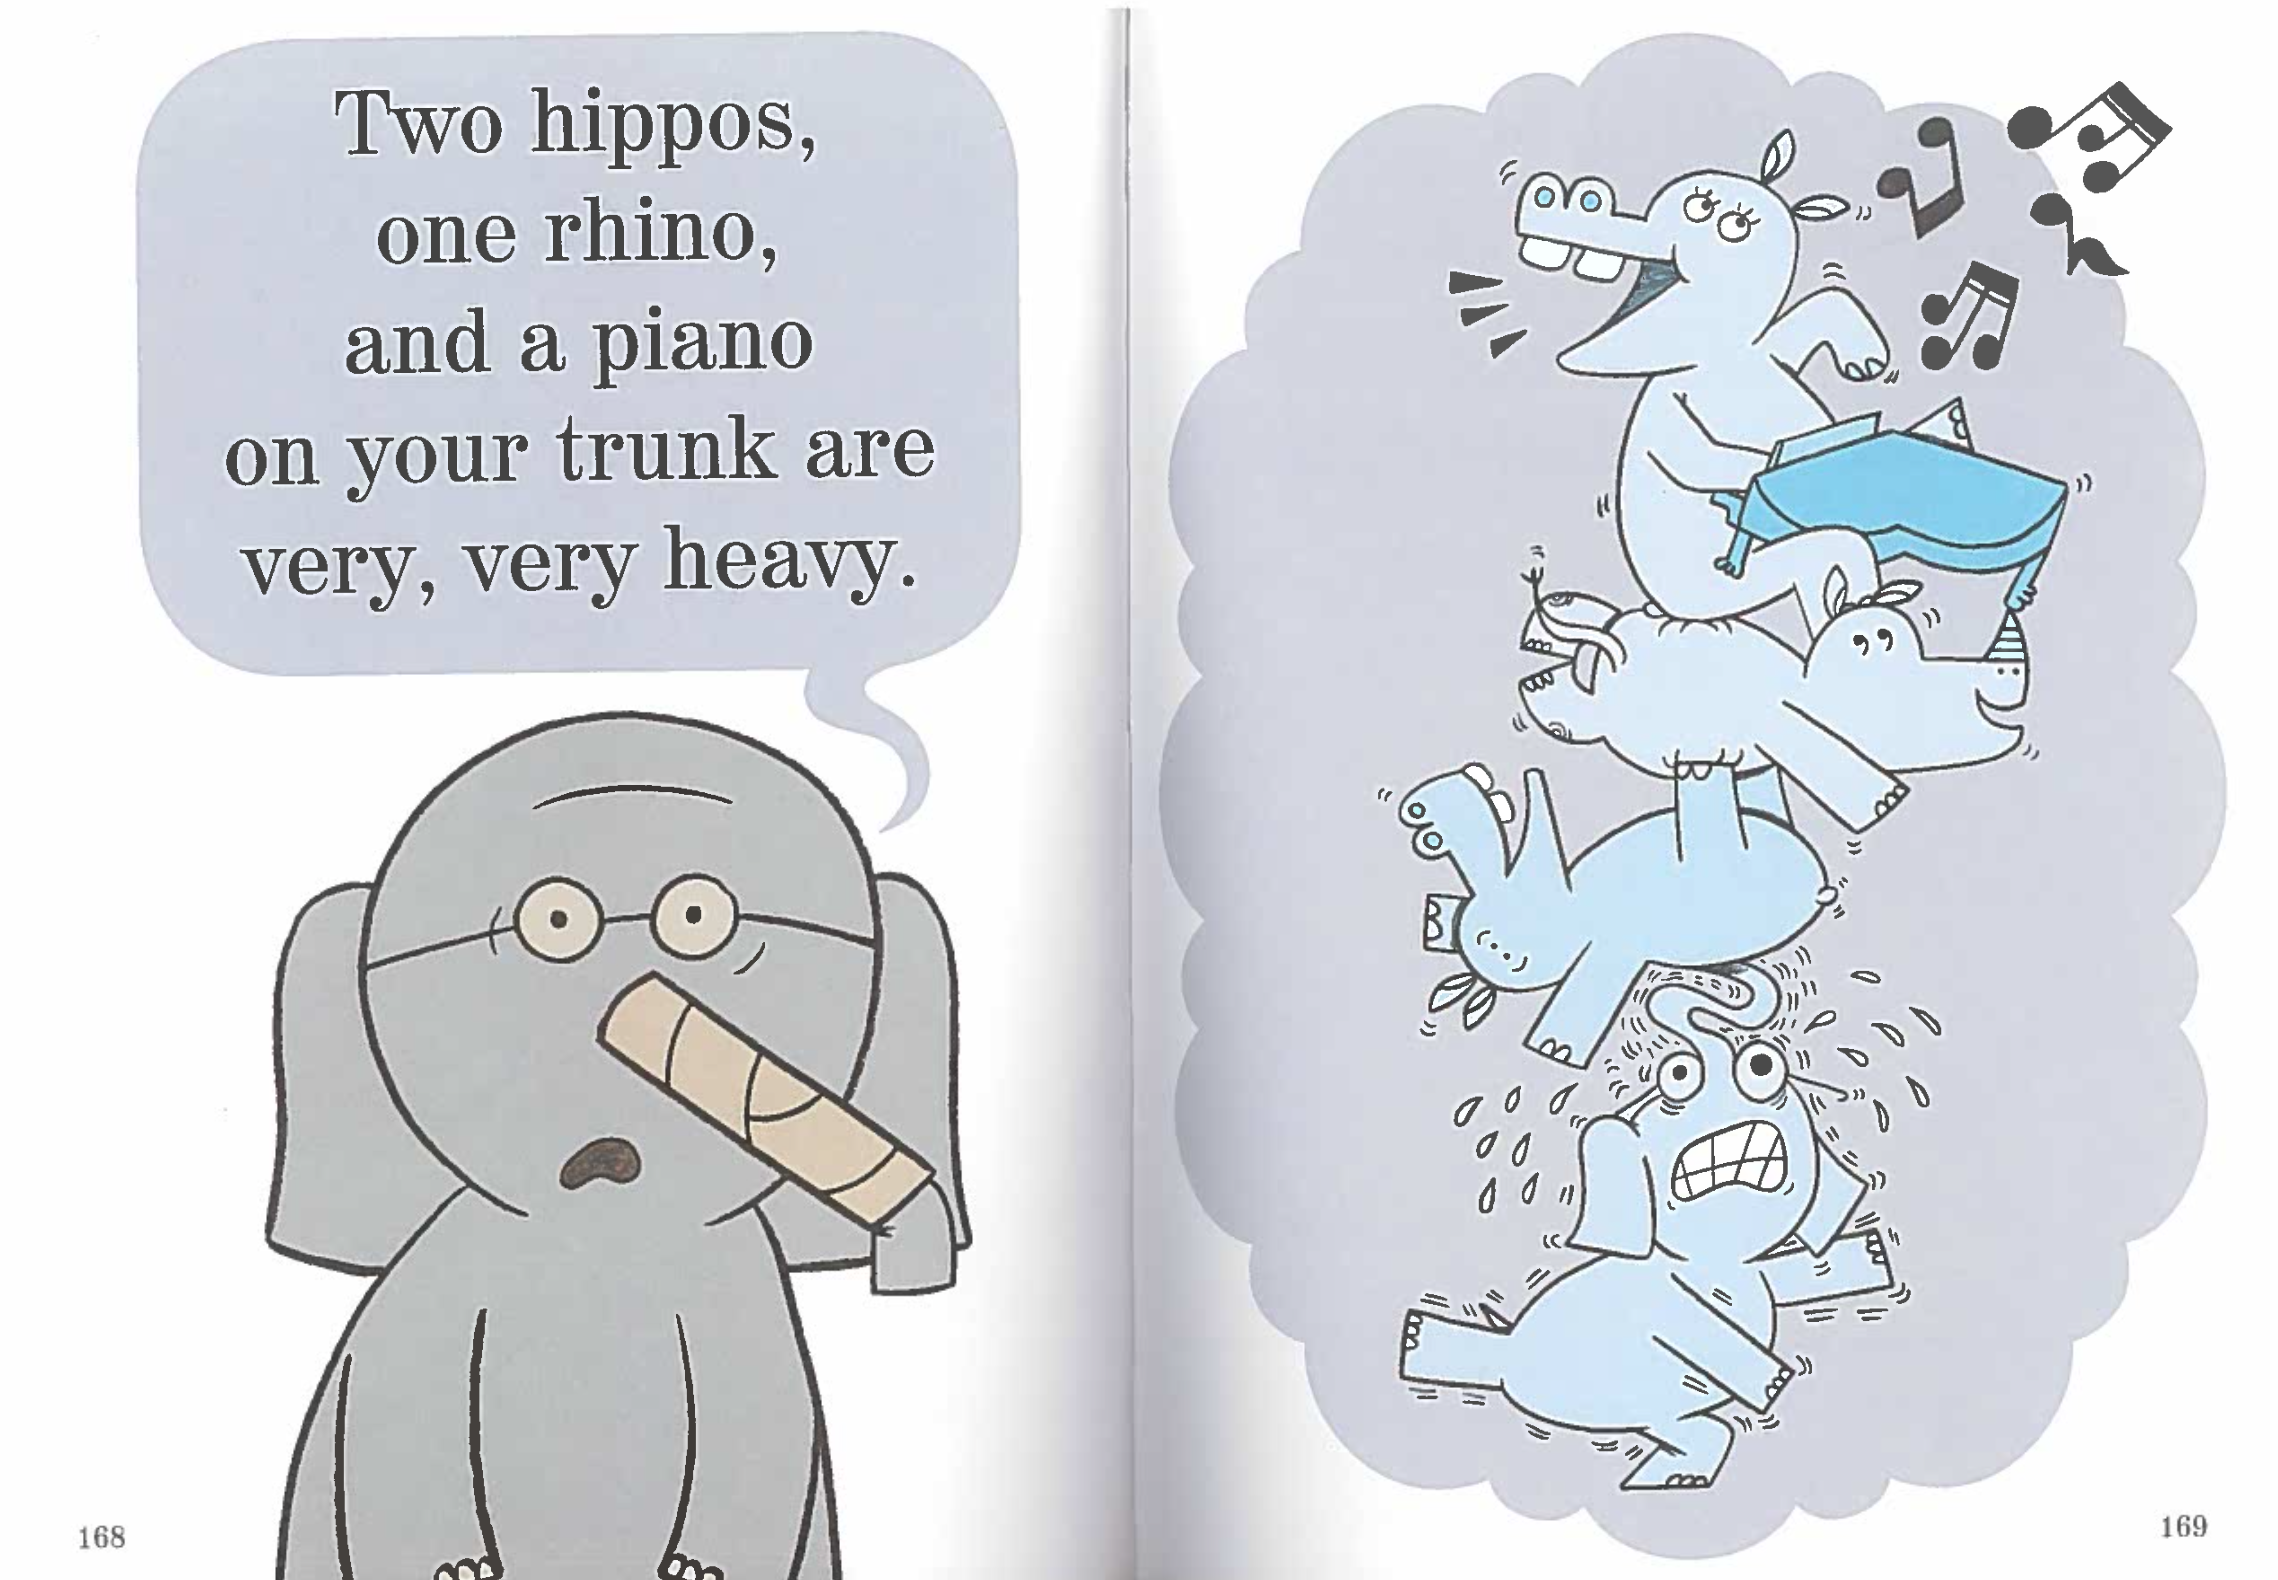 Two hippos,
one rhino,
and a piano
on your trunk are
very, very heavy.
168
169